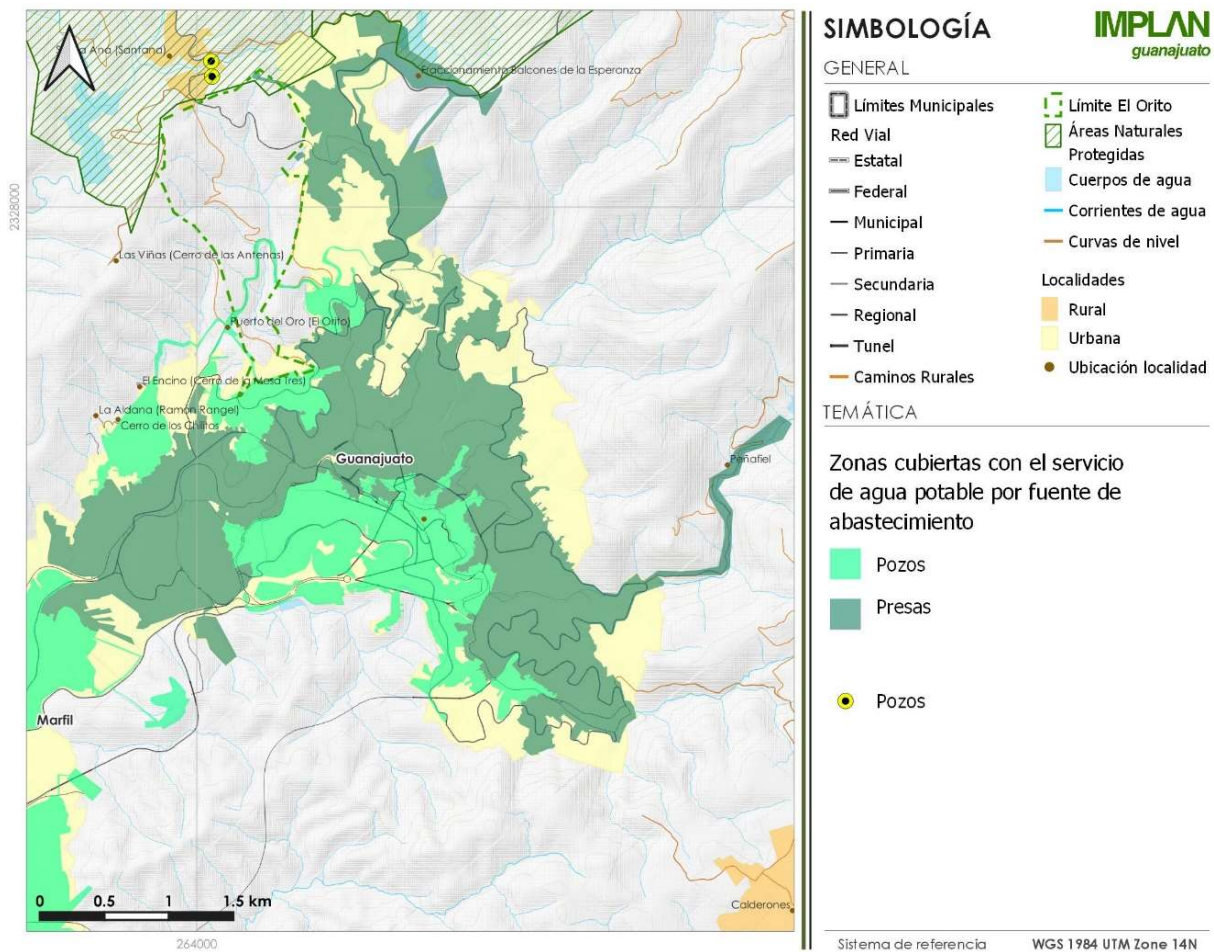 SIMBOLOGÍA
IMPLAN
guanajuato
GENERAL
Límites Municipales
Red Vial
Estatal
Federal
Municipal
Primaria
Secundaria
Regional
Tunel
Caminos Rurales
Límite El Orito
Áreas Naturales
Protegidas
Cuerpos de agua
Corrientes de agua
Curvas de nivel
Localidades
Rural
Urbana
Ubicación localidad
TEMÁTICA
Zonas cubiertas con el servicio
de agua potable por fuente de
abastecimiento
Pozos
Presas
Pozos
Sistema de referencia WGS 1984 UTM Zone 14N
Ana (Santana)
Fraccionamiento Balcones de la Esperanza
2328000
Las Viñas (Cerro de las Antenas)
Puerto del Oro (El Orito)
El Encino (Cerro de la Mesa Tres)
La Aldana (Ramón Rangel)
Cerro de los Chilitos
Guanajuato
Peñafiel
Marfil
Calderones
0 0.5 1 1.5 km
264000